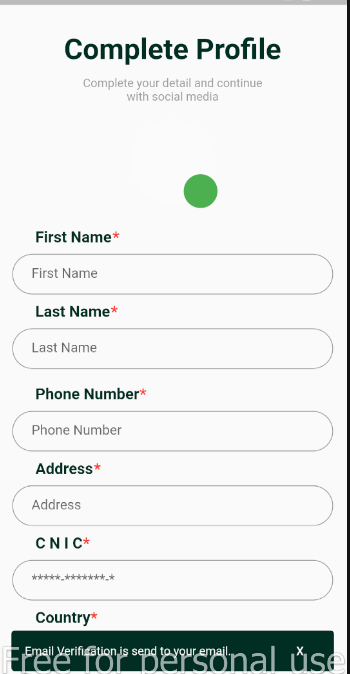 Complete Profile
Complete your detail and continue
with social media
First Name*
First Name
Last Name*
Last Name
Phone Number*
Phone Number
Address*
Address
C N I C*
*****-*******-*
Country*
Email Verification is send to your email..
X
Free for personal use